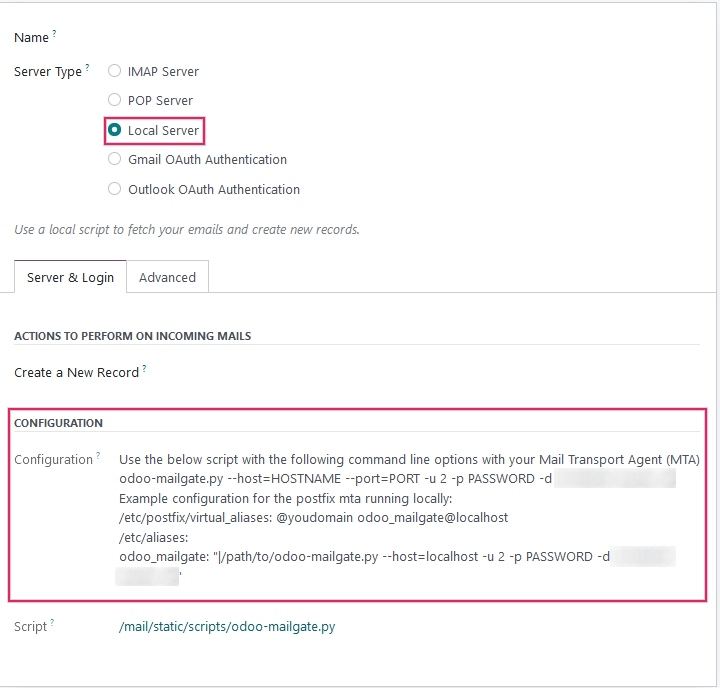 Name ?
Server Type ?
IMAP Server
POP Server
Local Server
Gmail OAuth Authentication
Outlook OAuth Authentication
Use a local script to fetch your emails and create new records.
Server & Login
Advanced
ACTIONS TO PERFORM ON INCOMING MAILS
Create a New Record ?
CONFIGURATION
Configuration ? Use the below script with the following command line options with your Mail Transport Agent (MTA)
odoo-mailgate.py --host=HOSTNAME --port=PORT -u 2 -p PASSWORD -d
Example configuration for the postfix mta running locally:
/etc/postfix/virtual_aliases: @youdomain odoo_mailgate@localhost
/etc/aliases:
odoo_mailgate: "|/path/to/odoo-mailgate.py --host=localhost -u 2 -p PASSWORD -d
Script ? /mail/static/scripts/odoo-mailgate.py